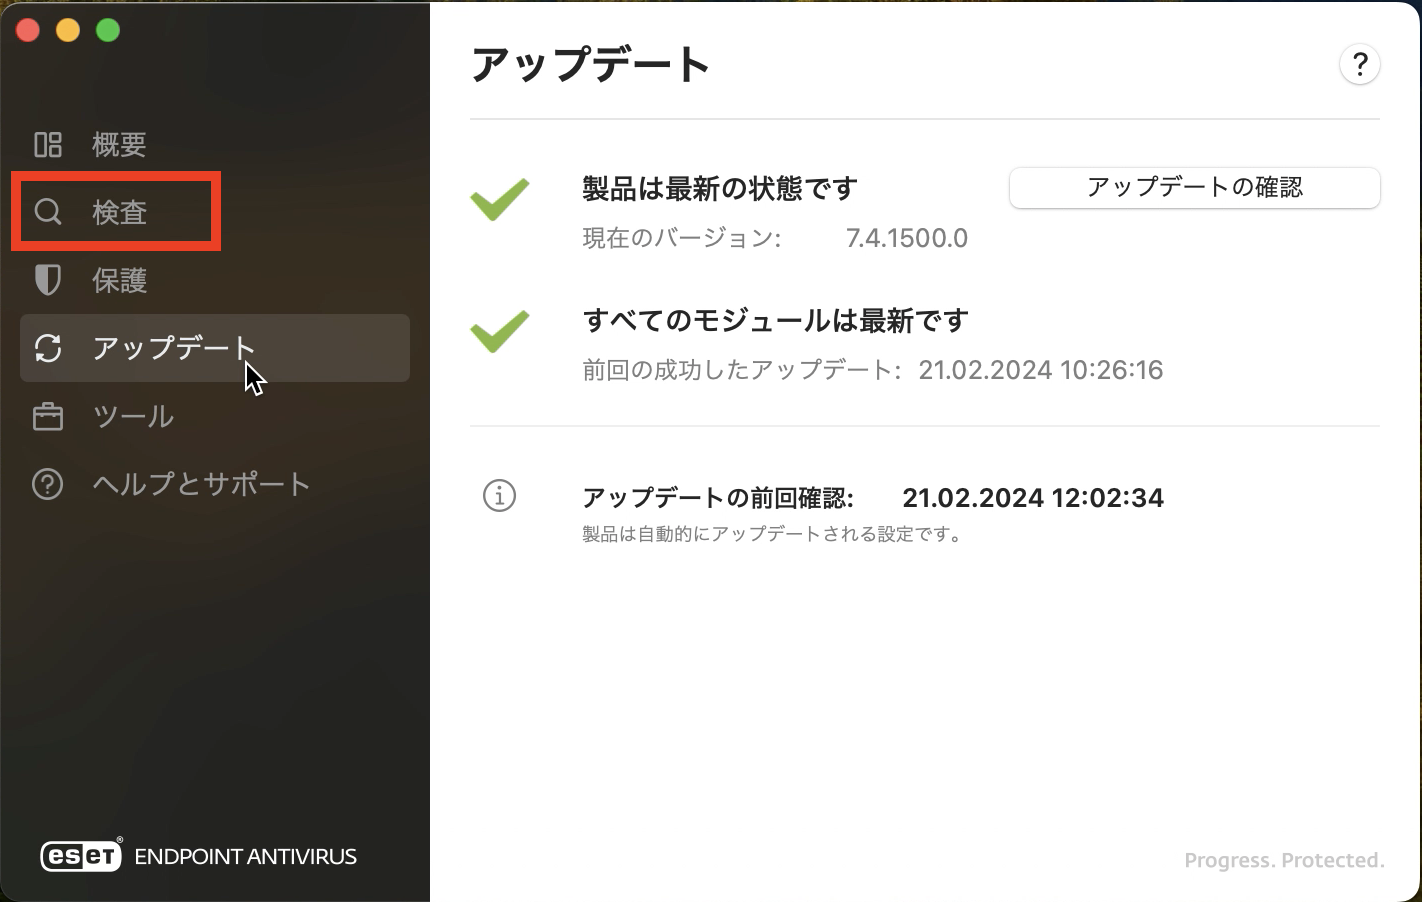 概要
検査
保護
アップデート
ツール
ヘルプとサポート
eset® ENDPOINT ANTIVIRUS
アップデート
?
製品は最新の状態です
アップデートの確認
現在のバージョン: 7.4.1500.0
すべてのモジュールは最新です
前回の成功したアップデート: 21.02.2024 10:26:16
アップデートの前回確認: 21.02.2024 12:02:34
製品は自動的にアップデートされる設定です。
Progress. Protected.